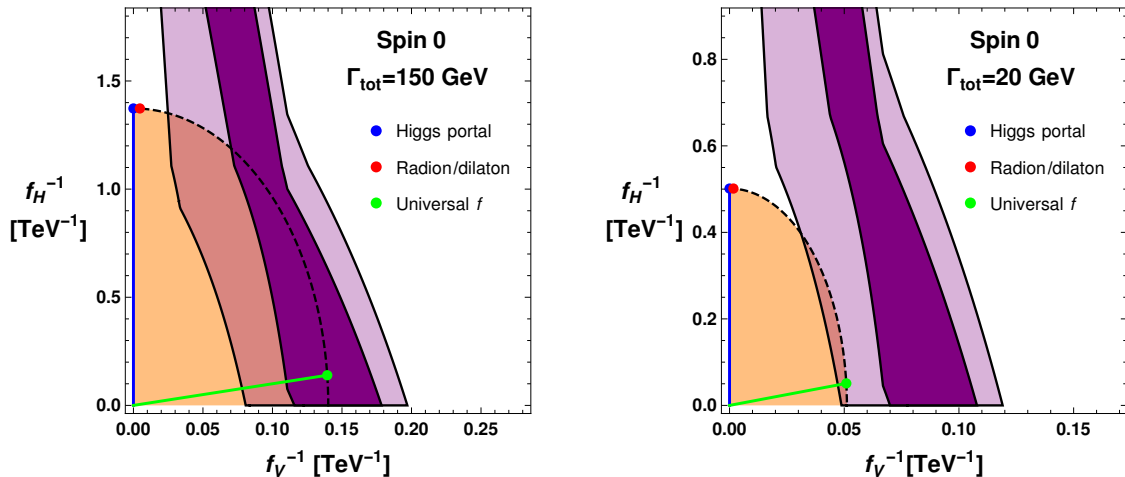 Spin 0
Γtot=150 GeV
Higgs portal
Radion/dilaton
Universal f
fH⁻¹
[TeV⁻¹]
1.5
1.0
0.5
0.0
0.00 0.05 0.10 0.15 0.20 0.25
fV⁻¹ [TeV⁻¹]
Spin 0
Γtot=20 GeV
Higgs portal
Radion/dilaton
Universal f
fH⁻¹
[TeV⁻¹]
0.8
0.6
0.4
0.2
0.0
0.00 0.05 0.10 0.15
fV⁻¹[TeV⁻¹]